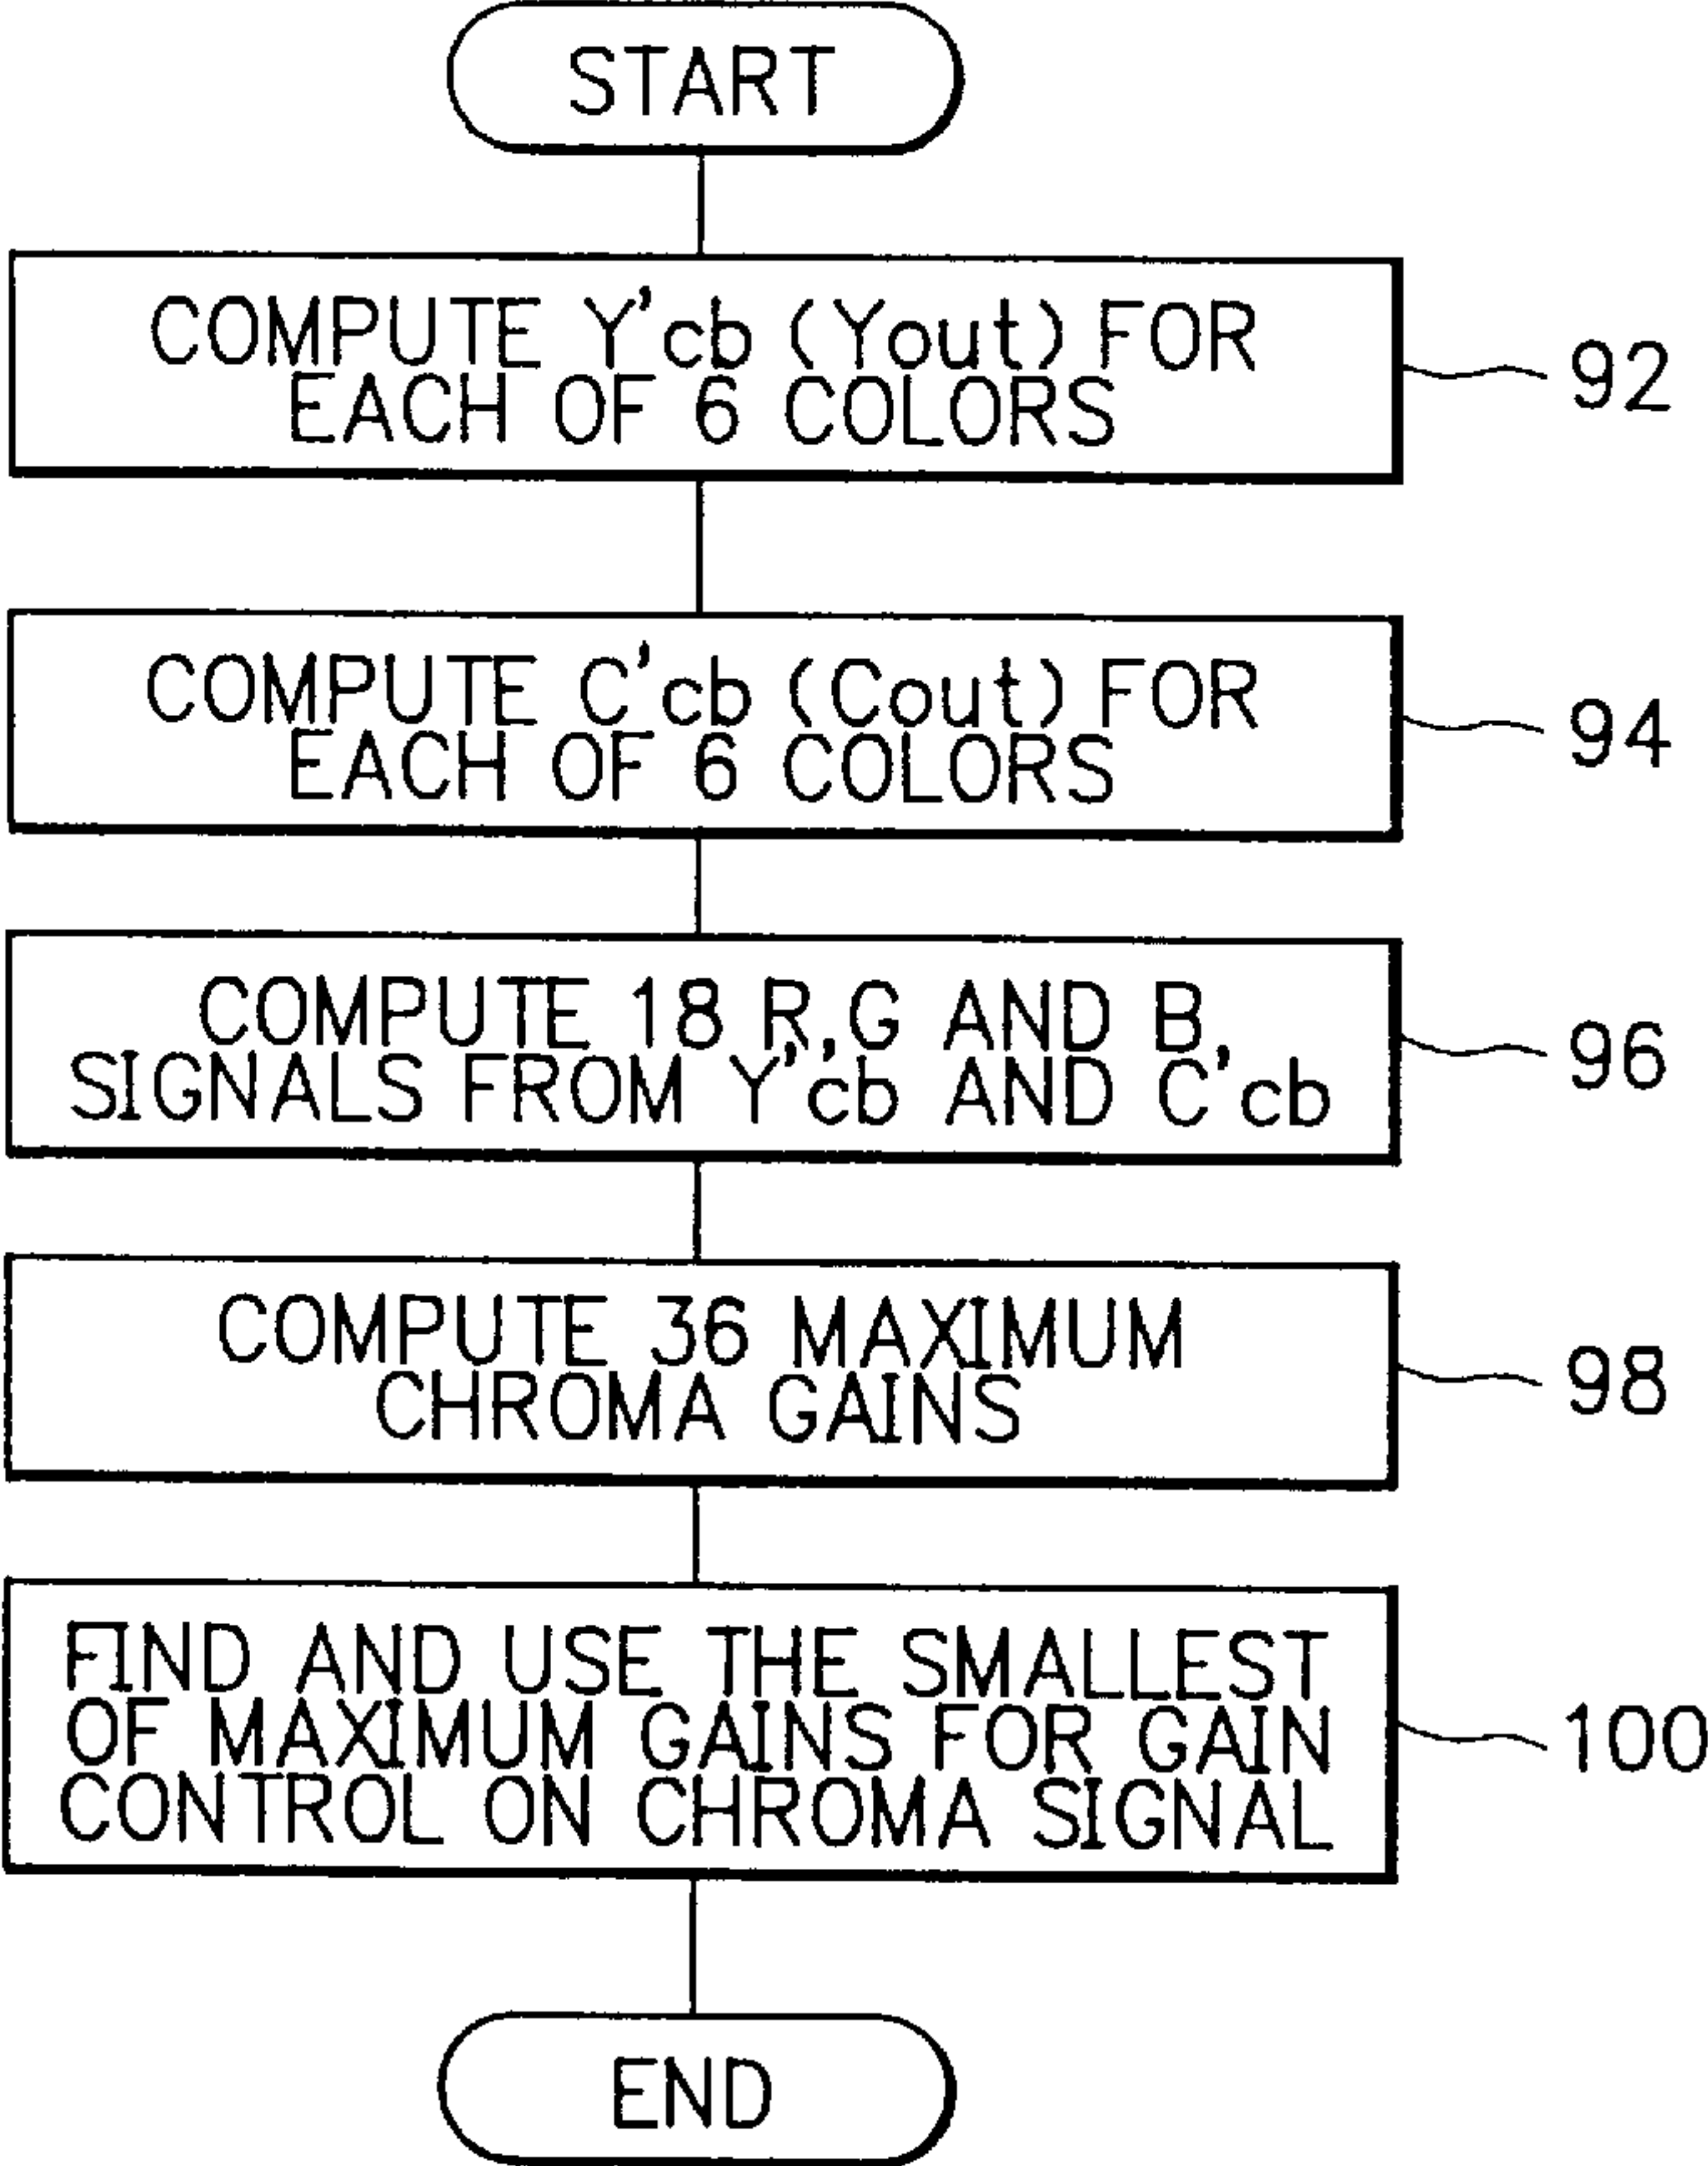 START
COMPUTE Y'cb (Yout) FOR
EACH OF 6 COLORS
92
COMPUTE C'cb (Cout) FOR
EACH OF 6 COLORS
94
COMPUTE 18 R,G AND B,
SIGNALS FROM Y'cb AND C'cb
96
COMPUTE 36 MAXIMUM
CHROMA GAINS
98
FIND AND USE THE SMALLEST
OF MAXIMUM GAINS FOR GAIN
CONTROL ON CHROMA SIGNAL
100
END